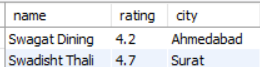 name rating city
Swagat Dining 4.2 Ahmedabad
Swadisht Thali 4.7 Surat